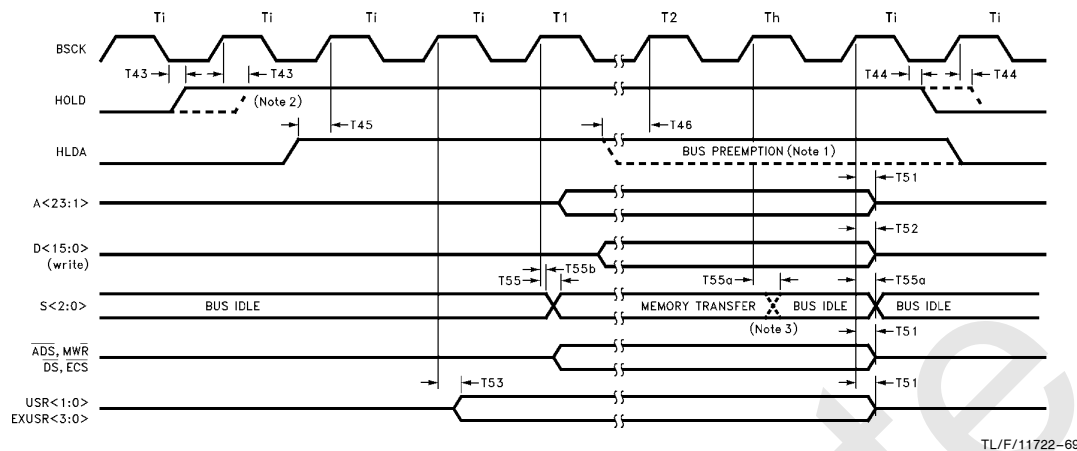 Ti Ti Ti Ti T1 T2 Th Ti Ti
BSCK
T43 T43 T44 T44
HOLD (Note 2)
T45 T46
HLDA BUS PREEMPTION (Note 1)
T51
A<23:1>
T52
D<15:0>
(write)
T55 T55b T55a T55a
S<2:0> BUS IDLE MEMORY TRANSFER BUS IDLE BUS IDLE
(Note 3)
T51
ADS, MWR
DS, ECS
T53 T51
USR<1:0>
EXUSR<3:0>
TL/F/11722-69